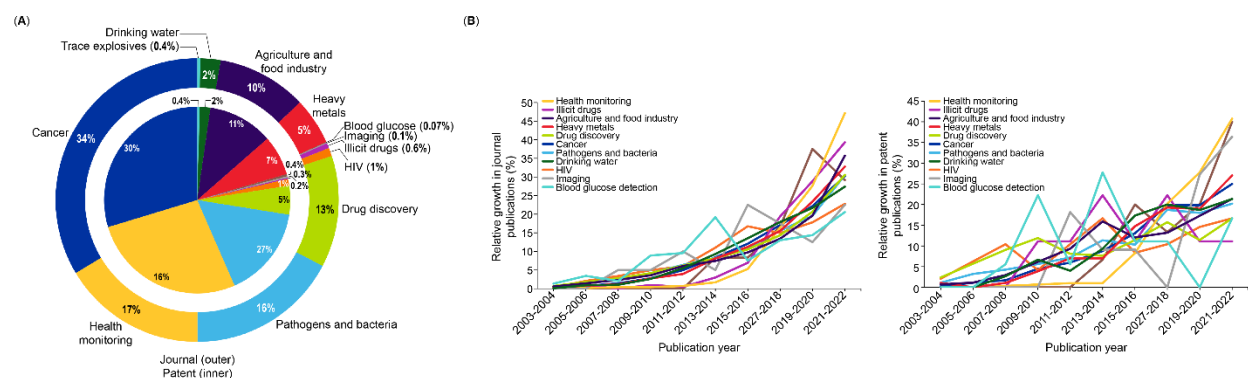 (A)
Drinking water
Trace explosives (0.4%)
Agriculture and
food industry
Heavy
metals
Blood glucose (0.07%)
Imaging (0.1%)
Illicit drugs (0.6%)
HIV (1%)
Drug discovery
Pathogens and bacteria
Health
monitoring
Cancer
2%
10%
5%
13%
16%
17%
34%
0.4%
2%
11%
7%
0.4%
0.3%
0.2%
1%
5%
27%
16%
30%
Journal (outer)
Patent (inner)
(B)
Relative growth in journal
publications (%)
50
45
40
35
30
25
20
15
10
5
0
Health monitoring
Illicit drugs
Agriculture and food industry
Heavy metals
Drug discovery
Cancer
Pathogens and bacteria
Drinking water
HIV
Imaging
Blood glucose detection
2003-2004
2005-2006
2007-2008
2009-2010
2011-2012
2013-2014
2015-2016
2027-2018
2019-2020
2021-2022
Publication year
Relative growth in patent
publications (%)
45
40
35
30
25
20
15
10
5
0
Health monitoring
Illicit drugs
Agriculture and food industry
Heavy metals
Drug discovery
Cancer
Pathogens and bacteria
Drinking water
HIV
Imaging
Blood glucose detection
2003-2004
2005-2006
2007-2008
2009-2010
2011-2012
2013-2014
2015-2016
2027-2018
2019-2020
2021-2022
Publication year